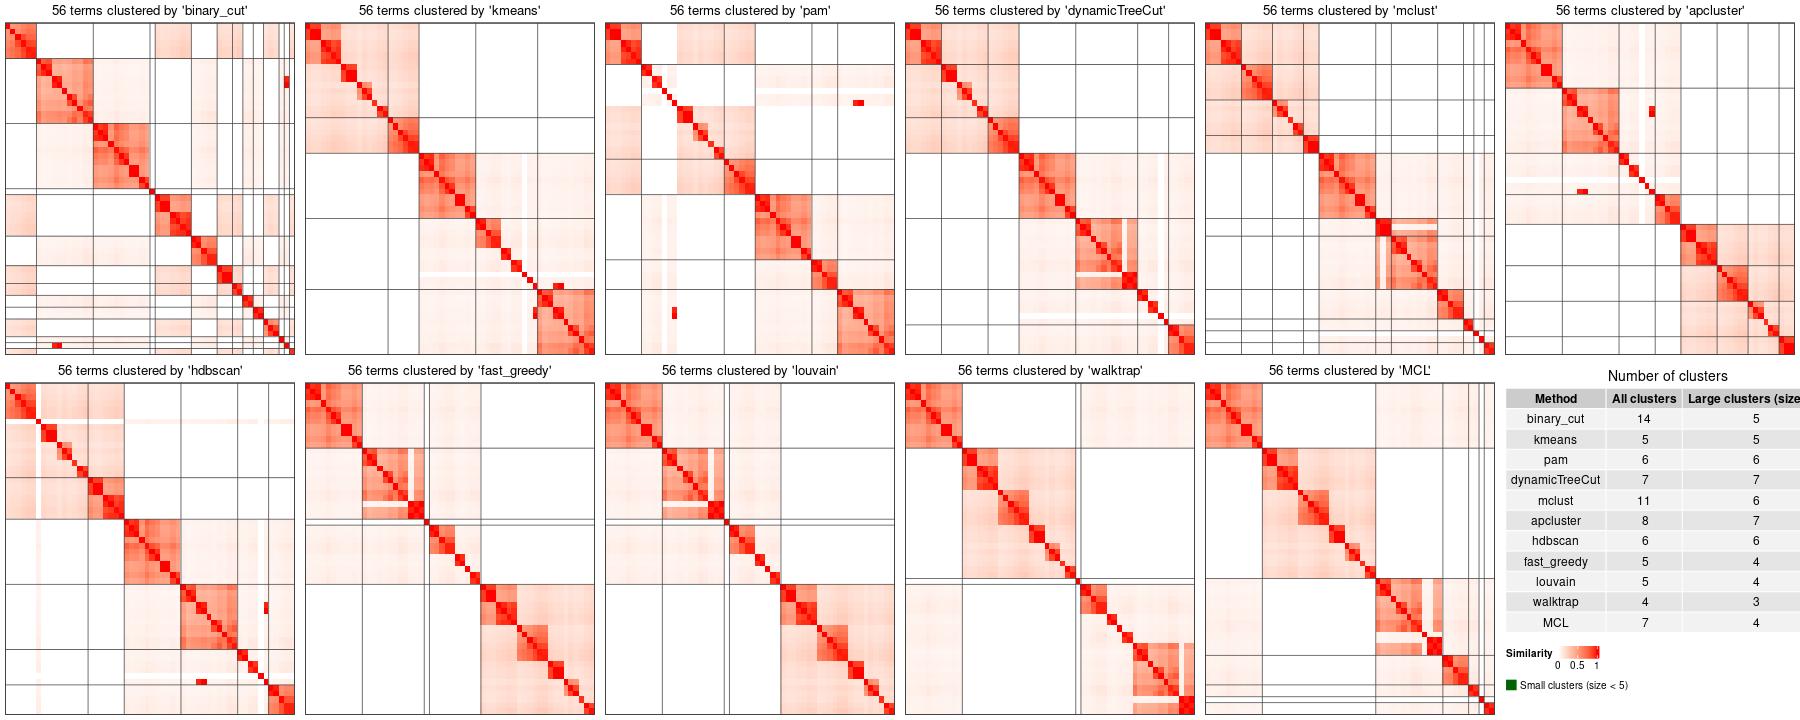 56 terms clustered by 'binary_cut'
56 terms clustered by 'kmeans'
56 terms clustered by 'pam'
56 terms clustered by 'dynamicTreeCut'
56 terms clustered by 'mclust'
56 terms clustered by 'apcluster'
56 terms clustered by 'hdbscan'
56 terms clustered by 'fast_greedy'
56 terms clustered by 'louvain'
56 terms clustered by 'walktrap'
56 terms clustered by 'MCL'
Number of clusters
Method All clusters Large clusters (size
binary_cut 14 5
kmeans 5 5
pam 6 6
dynamicTreeCut 7 7
mclust 11 6
apcluster 8 7
hdbscan 6 6
fast_greedy 5 4
louvain 5 4
walktrap 4 3
MCL 7 4
Similarity
0 0.5 1
Small clusters (size < 5)